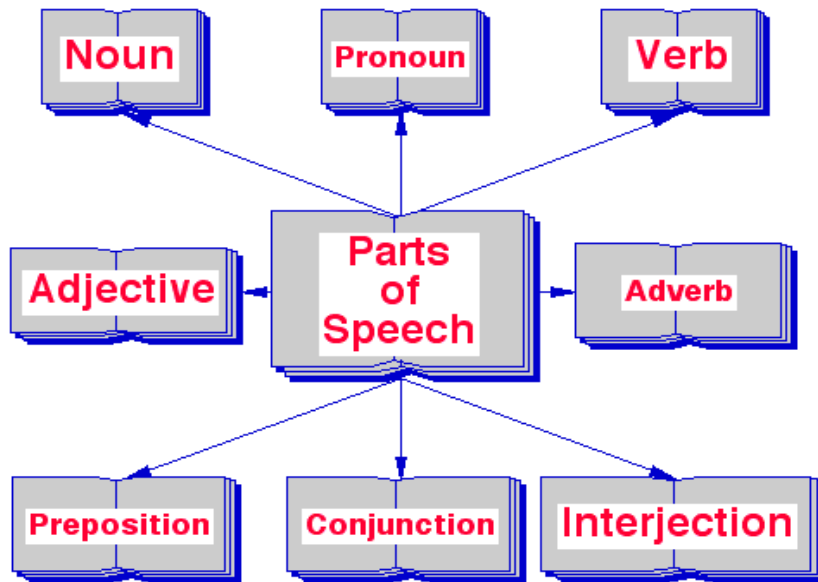 Noun
Pronoun
Verb
Adjective
Parts
of
Speech
Adverb
Preposition
Conjunction
Interjection